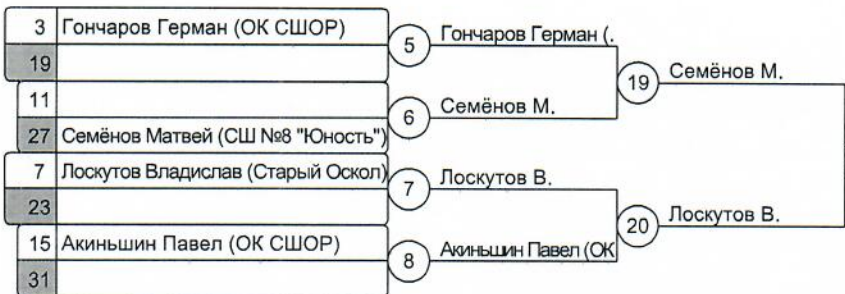 3 Гончаров Герман (ОК СШОР)
19
5 Гончаров Герман (.
11
27 Семёнов Матвей (СШ №8 "Юность")
6 Семёнов М.
19 Семёнов М.
7 Лоскутов Владислав (Старый Оскол)
23
7 Лоскутов В.
15 Акиньшин Павел (ОК СШОР)
31
8 Акиньшин Павел (ОК
20 Лоскутов В.